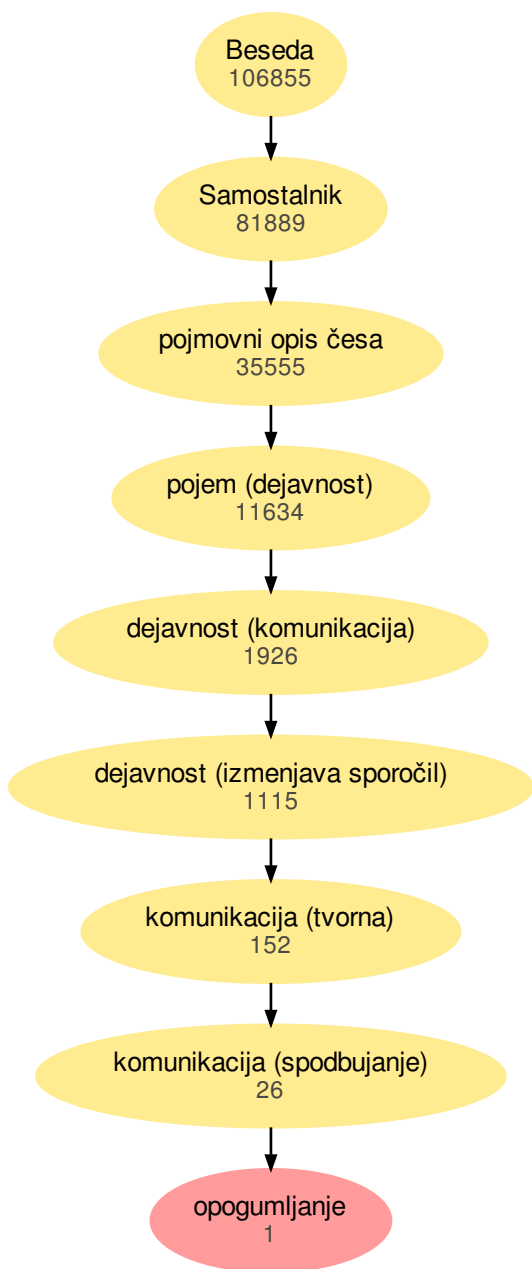 Beseda
106855
Samostalnik
81889
pojmovni opis česa
35555
pojem (dejavnost)
11634
dejavnost (komunikacija)
1926
dejavnost (izmenjava sporočil)
1115
komunikacija (tvorna)
152
komunikacija (spodbujanje)
26
opogumljanje
1